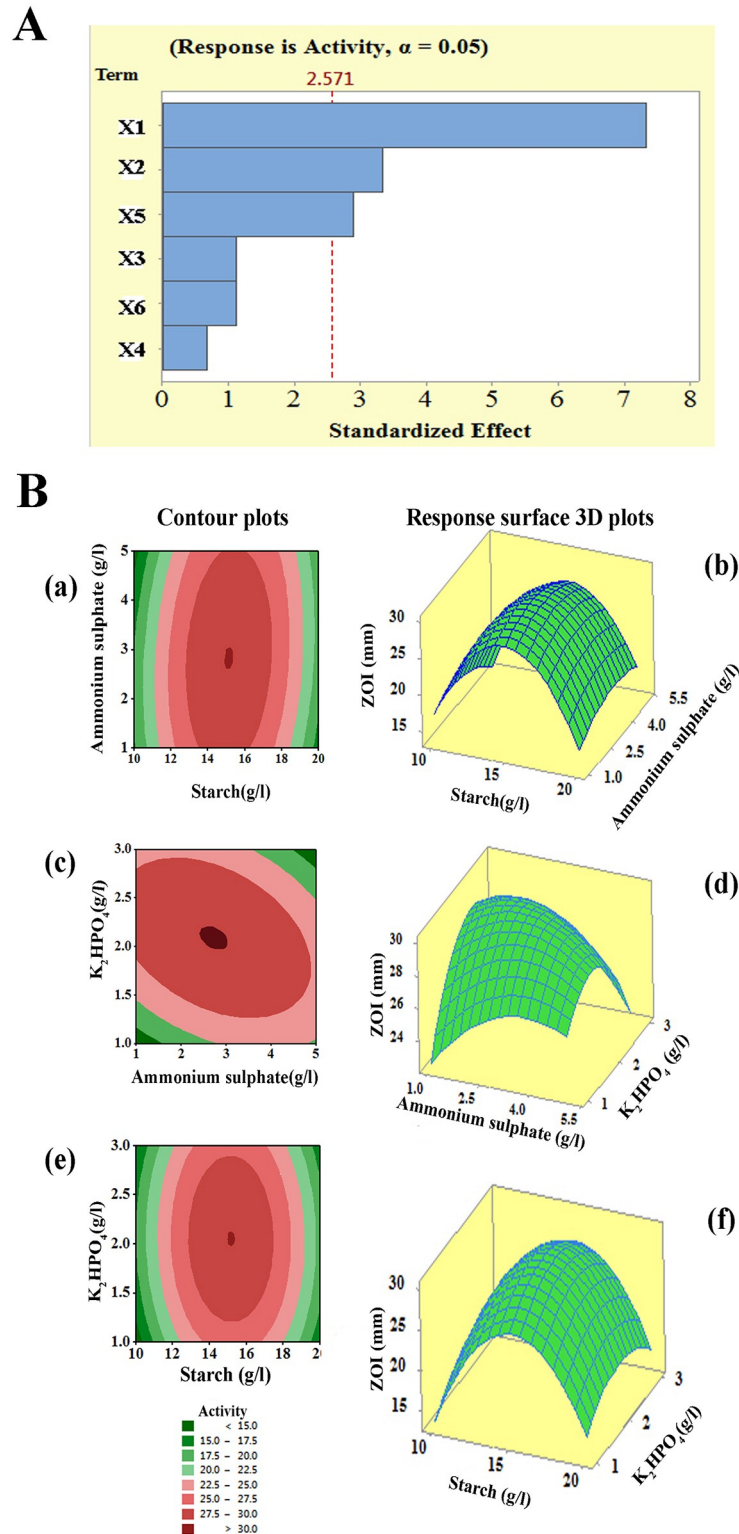 A
(Response is Activity, α = 0.05)
Term
2.571
X1
X2
X5
X3
X6
X4
0 1 2 3 4 5 6 7 8
Standardized Effect
B
Contour plots
Response surface 3D plots
(a)
Ammonium sulphate (g/l)
5
4
3
2
1
10 12 14 16 18 20
Starch(g/l)
(b)
ZOI (mm)
30
25
20
15
10 15 20
Starch(g/l)
1.0 2.5 4.0 5.5
Ammonium sulphate (g/l)
(c)
K₂HPO₄(g/l)
3.0
2.5
2.0
1.5
1.0
1 2 3 4 5
Ammonium sulphate(g/l)
(d)
ZOI (mm)
30
28
26
24
1.0 2.5 4.0 5.5
Ammonium sulphate (g/l)
1 2 3
K₂HPO₄ (g/l)
(e)
K₂HPO₄(g/l)
3.0
2.5
2.0
1.5
1.0
10 12 14 16 18 2
Starch (g/l)
(f)
ZOI (mm)
30
25
20
15
10 15 20
Starch (g/l)
1 2 3
K₂HPO₄(g/l)
Activity
< 15.0
15.0 – 17.5
17.5 – 20.0
20.0 – 22.5
22.5 – 25.0
25.0 – 27.5
27.5 – 30.0
> 30.0